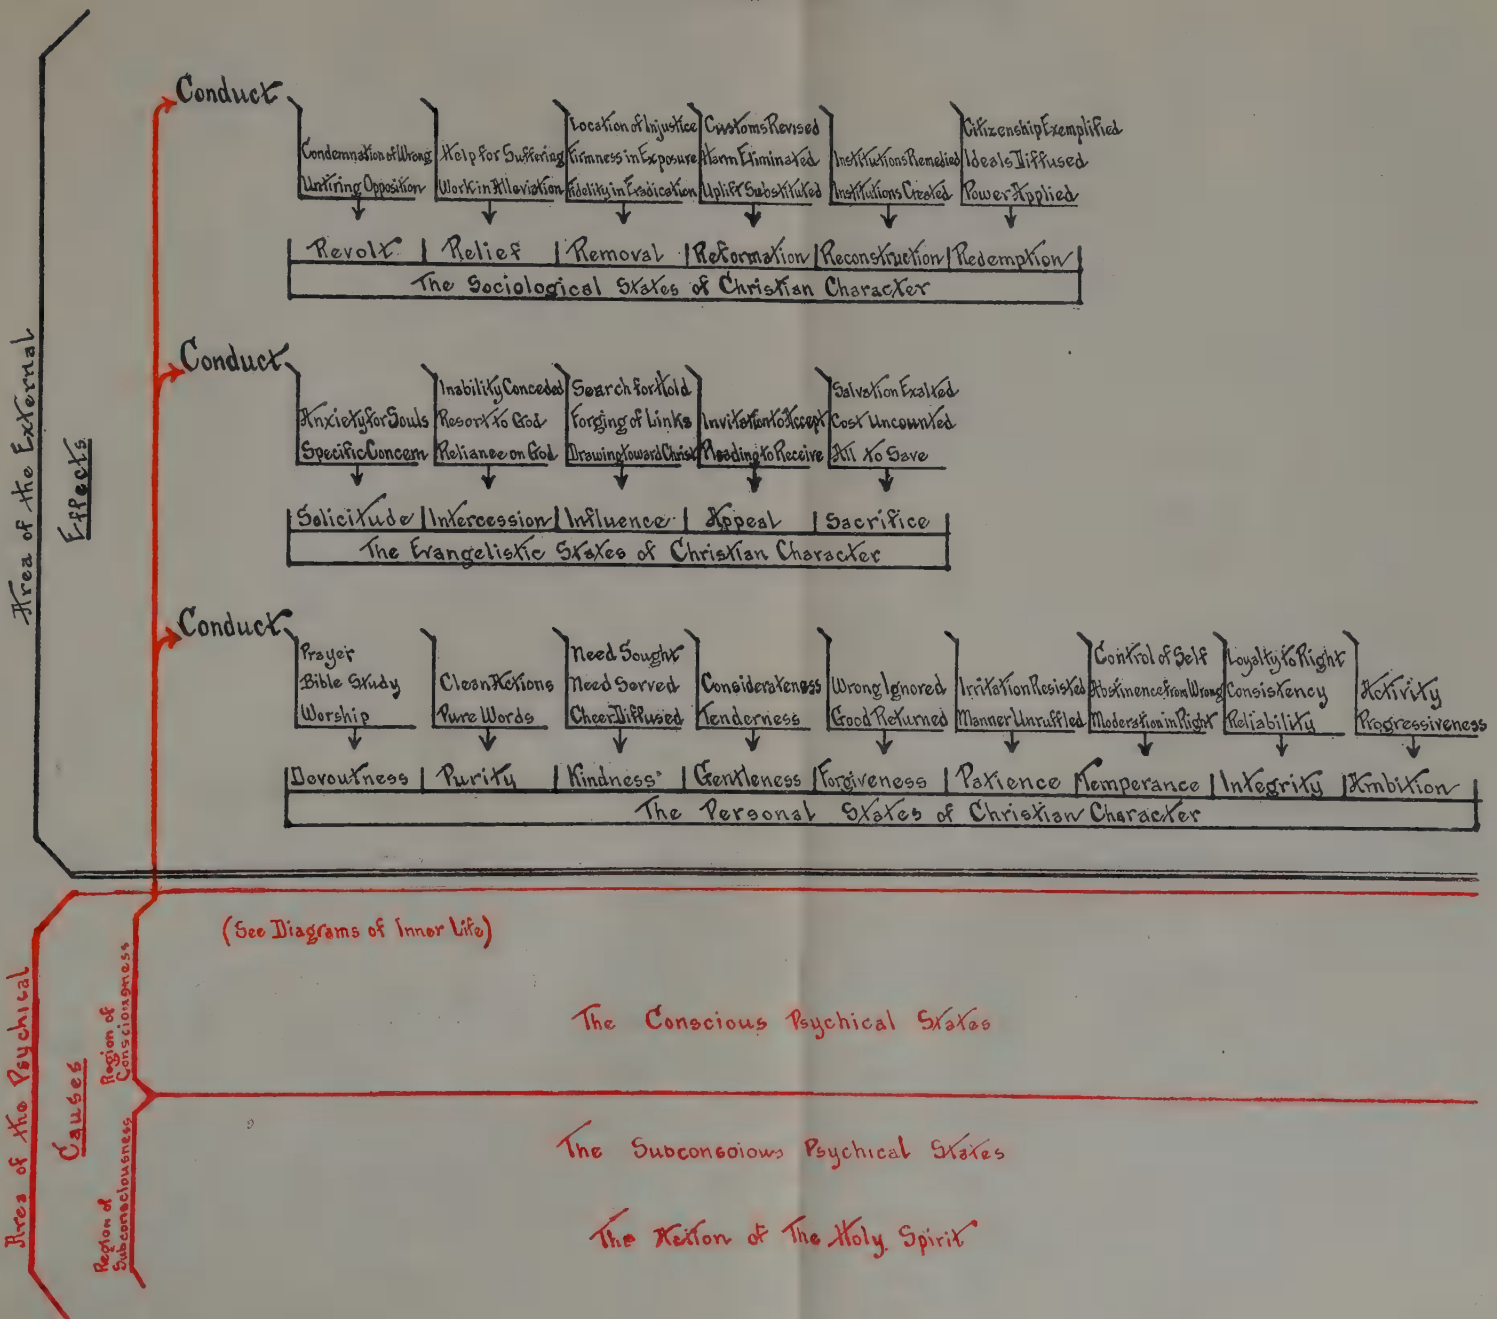 Area of the External
Effects
Conduct
Condemnation of Wrong
Untiring Opposition
Help for Suffering
Work in Alleviation
Location of Injustice
Firmness in Exposure
Fidelity in Eradication
Customs Revised
Harm Eliminated
Uplift Substituted
Institutions Remedied
Institutions Created
Citizenship Exemplified
Ideals Diffused
Power Applied
Revolt
Relief
Removal
Reformation
Reconstruction
Redemption
The Sociological States of Christian Character
Conduct
Anxiety for Souls
Specific Concern
Inability Conceded
Resort to God
Reliance on God
Search for Hold
Forging of Links
Drawing toward Christ
Invitation to Accept
Pleading to Receive
Salvation Exalted
Cost Uncounted
All to Save
Solicitude
Intercession
Influence
Appeal
Sacrifice
The Evangelistic States of Christian Character
Conduct
Prayer
Bible Study
Worship
Clean Actions
Pure Words
Need Sought
Need Served
Cheer Diffused
Considerateness
Tenderness
Wrong Ignored
Good Returned
Irritation Resisted
Manner Unruffled
Control of Self
Abstinence from Wrong
Moderation in Right
Loyalty to Right
Consistency
Reliability
Activity
Progressiveness
Devoutness
Purity
Kindness
Gentleness
Forgiveness
Patience
Temperance
Integrity
Ambition
The Personal States of Christian Character
Area of the Psychical
Causes
Region of
Consciousness
(See Diagrams of Inner Life)
The Conscious Psychical States
Region of
Subconsciousness
The Subconscious Psychical States
The Action of The Holy Spirit